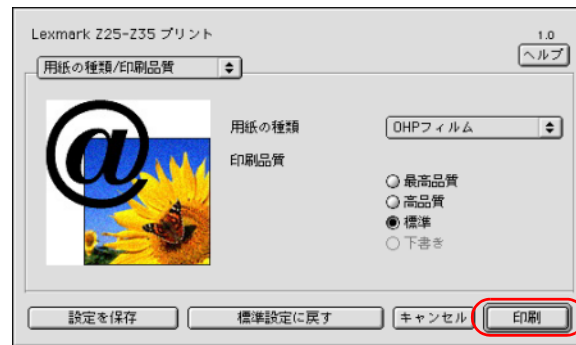 Lexmark Z25-Z35 プリント
1.0
ヘルプ
用紙の種類/印刷品質
@
用紙の種類
OHPフィルム
印刷品質
最高品質
高品質
標準
下書き
設定を保存
標準設定に戻す
キャンセル
印刷